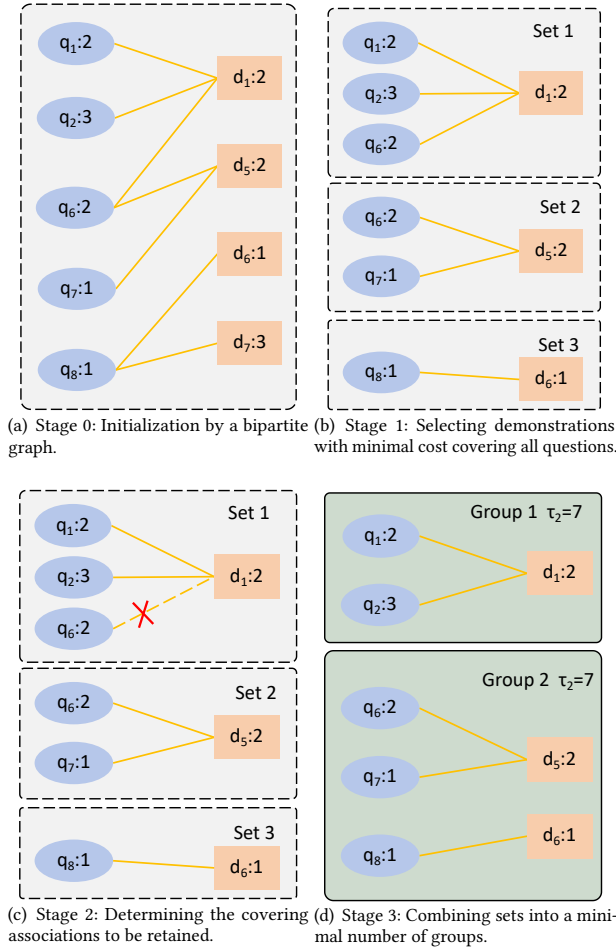 q1:2
d1:2
q2:3
q6:2
d5:2
q7:1
d6:1
q8:1
d7:3
(a) Stage 0: Initialization by a bipartite
graph.
Set 1
q1:2
q2:3
d1:2
q6:2
Set 2
q6:2
d5:2
q7:1
Set 3
q8:1
d6:1
(b) Stage 1: Selecting demonstrations
with minimal cost covering all questions.
Set 1
q1:2
q2:3
d1:2
q6:2
Set 2
q6:2
d5:2
q7:1
Set 3
q8:1
d6:1
(c) Stage 2: Determining the covering
associations to be retained.
Group 1 τ2=7
q1:2
d1:2
q2:3
Group 2 τ2=7
q6:2
d5:2
q7:1
d6:1
q8:1
(d) Stage 3: Combining sets into a mini-
mal number of groups.